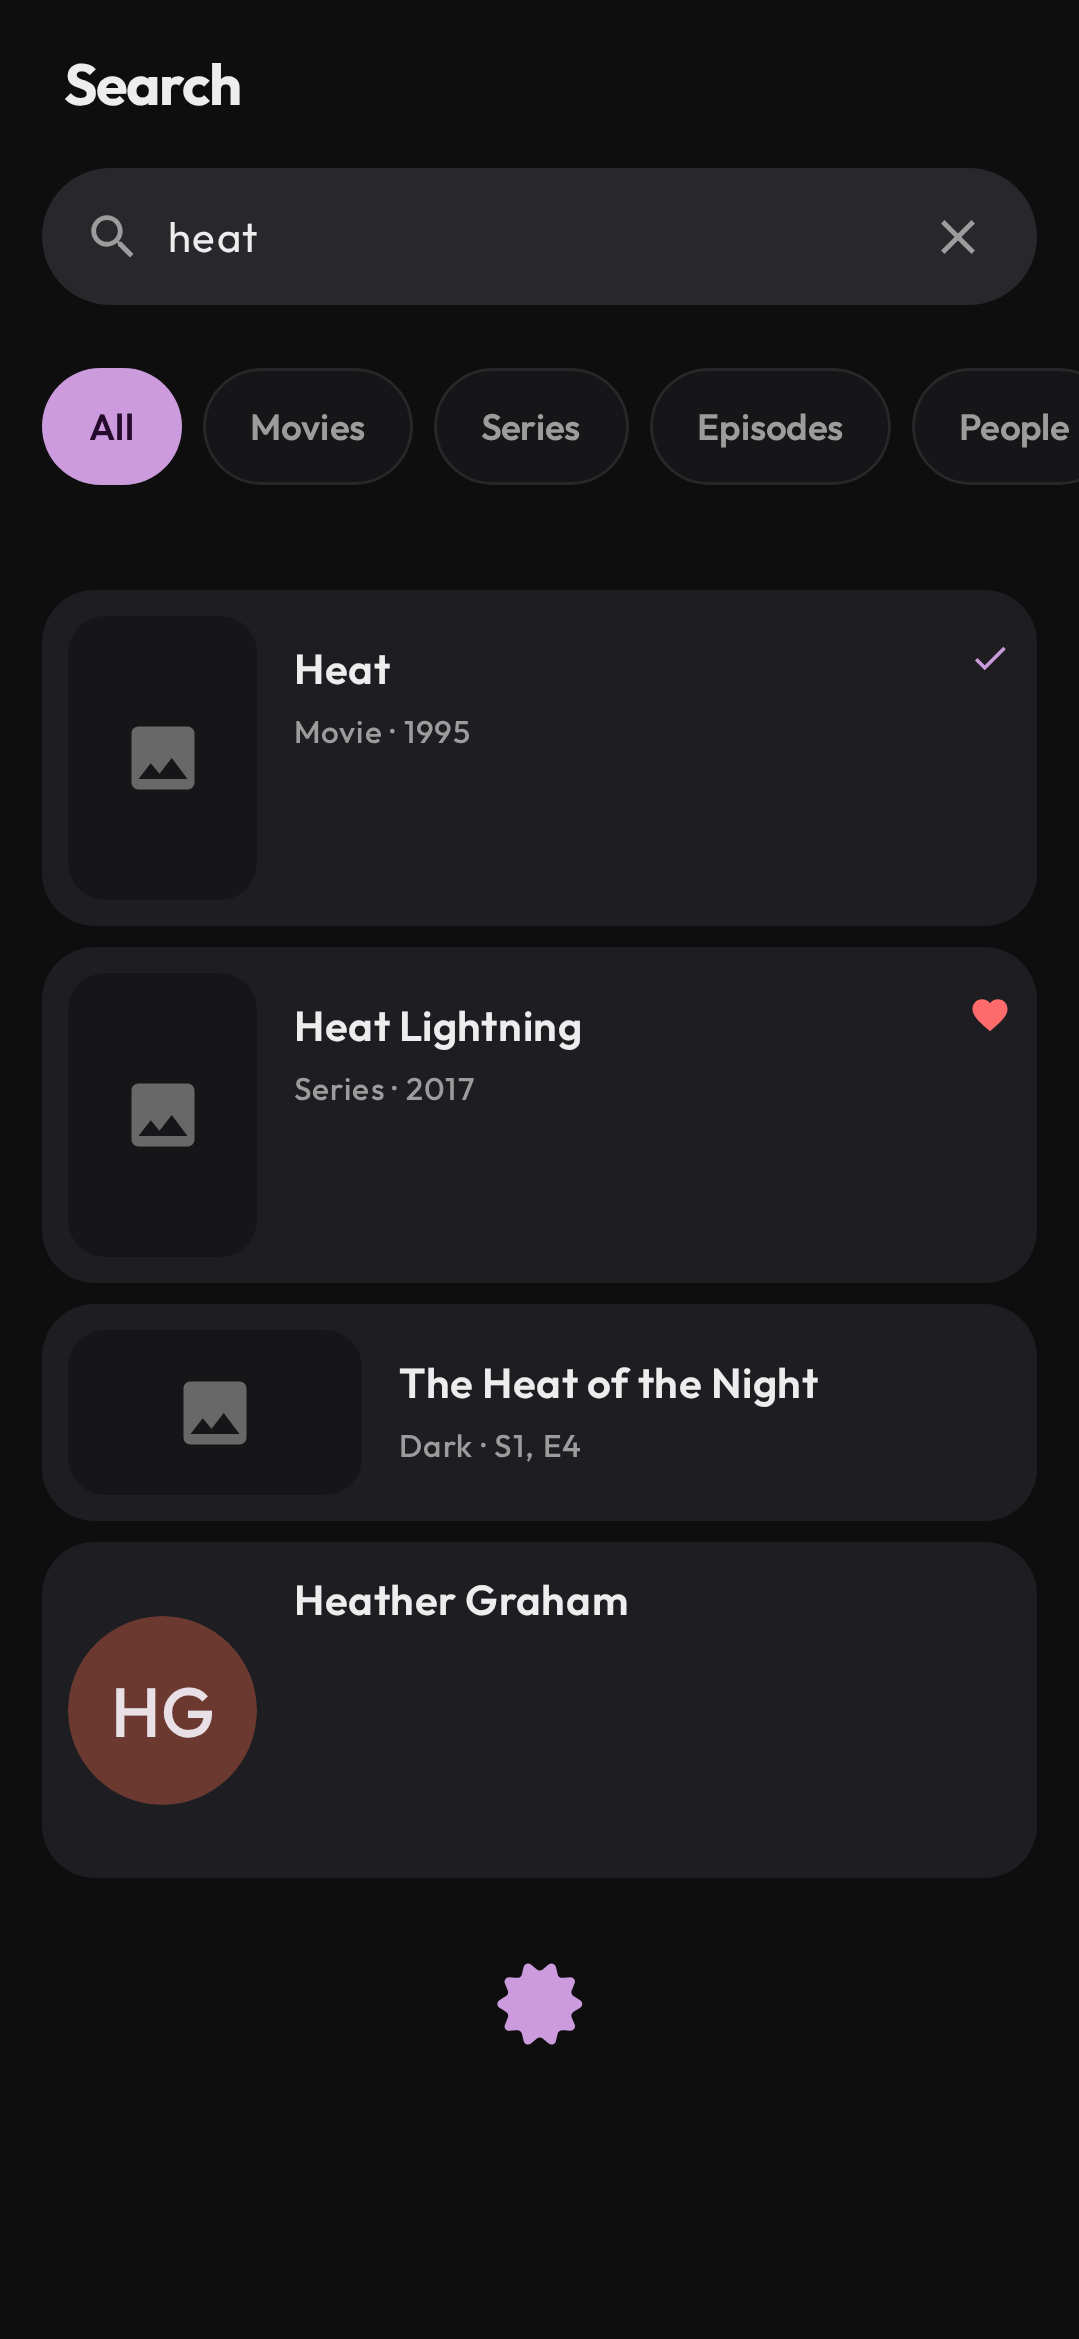 Search
heat
All Movies Series Episodes People
Heat
Movie · 1995
Heat Lightning
Series · 2017
The Heat of the Night
Dark · S1, E4
Heather Graham
HG